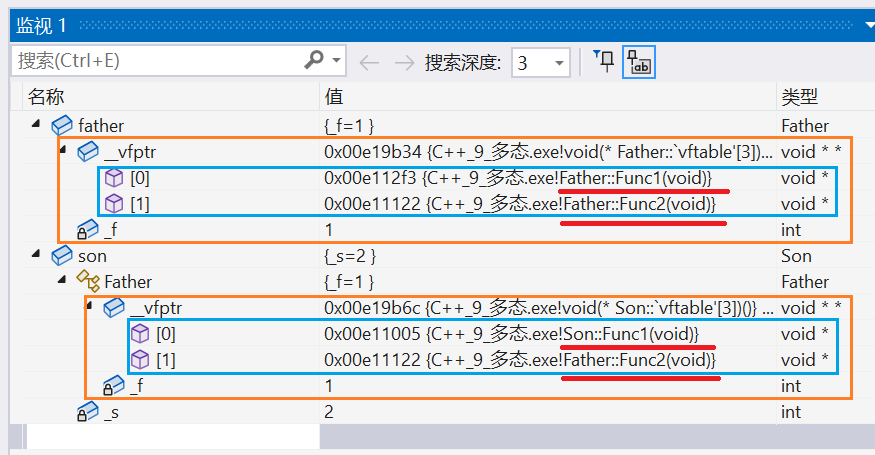 监视 1
搜索(Ctrl+E) 搜索深度: 3
名称 值 类型
father {_f=1 } Father
__vfptr 0x00e19b34 {C++_9_多态.exe!void(* Father::`vftable'[3])... void * *
[0] 0x00e112f3 {C++_9_多态.exe!Father::Func1(void)} void *
[1] 0x00e11122 {C++_9_多态.exe!Father::Func2(void)} void *
_f 1 int
son {_s=2 } Son
Father {_f=1 } Father
__vfptr 0x00e19b6c {C++_9_多态.exe!void(* Son::`vftable'[3])()} ... void * *
[0] 0x00e11005 {C++_9_多态.exe!Son::Func1(void)} void *
[1] 0x00e11122 {C++_9_多态.exe!Father::Func2(void)} void *
_f 1 int
_s 2 int